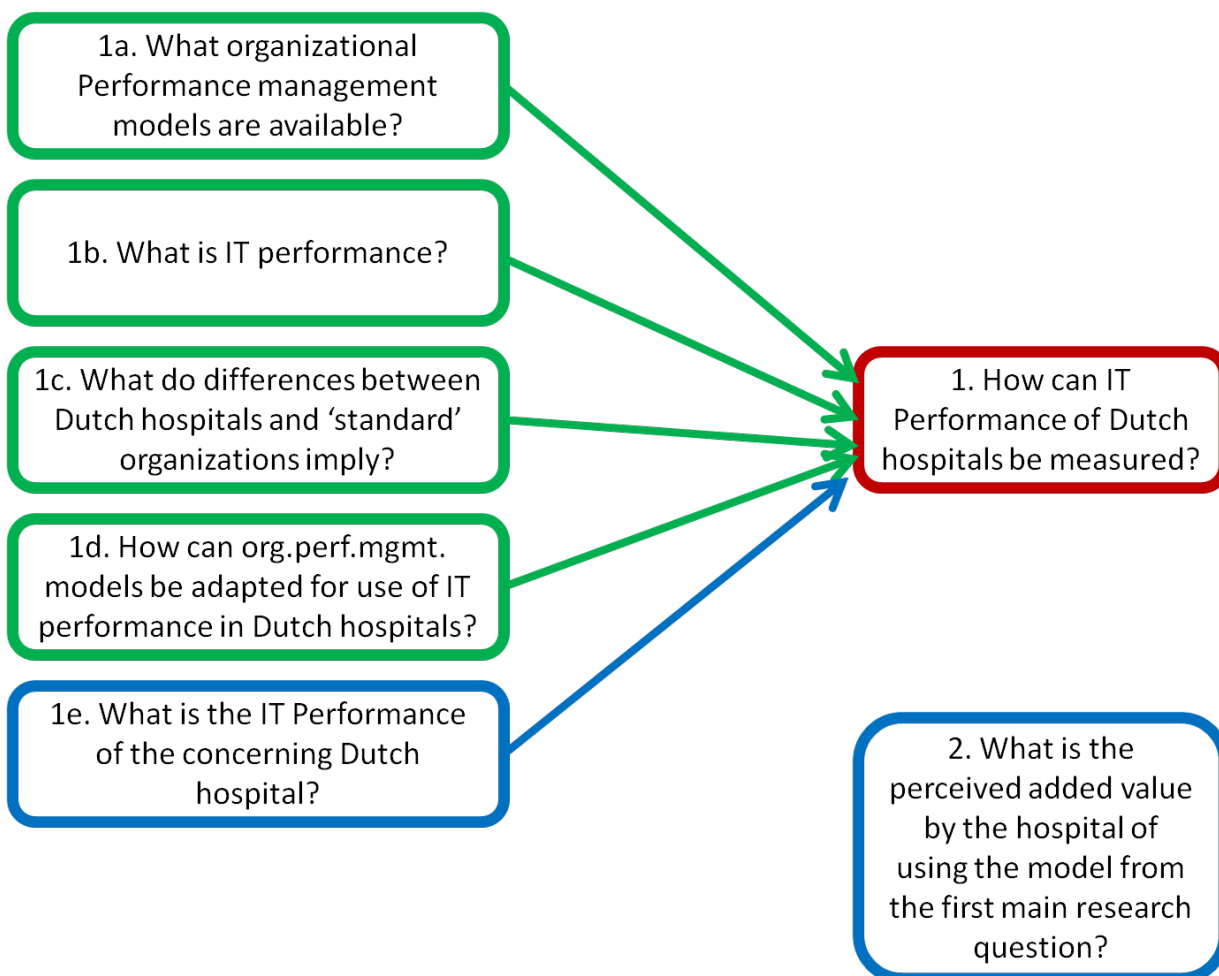 1a. What organizational
Performance management
models are available?
1b. What is IT performance?
1c. What do differences between
Dutch hospitals and ‘standard’
organizations imply?
1d. How can org.perf.mgmt.
models be adapted for use of IT
performance in Dutch hospitals?
1e. What is the IT Performance
of the concerning Dutch
hospital?
1. How can IT
Performance of Dutch
hospitals be measured?
2. What is the
perceived added value
by the hospital of
using the model from
the first main research
question?